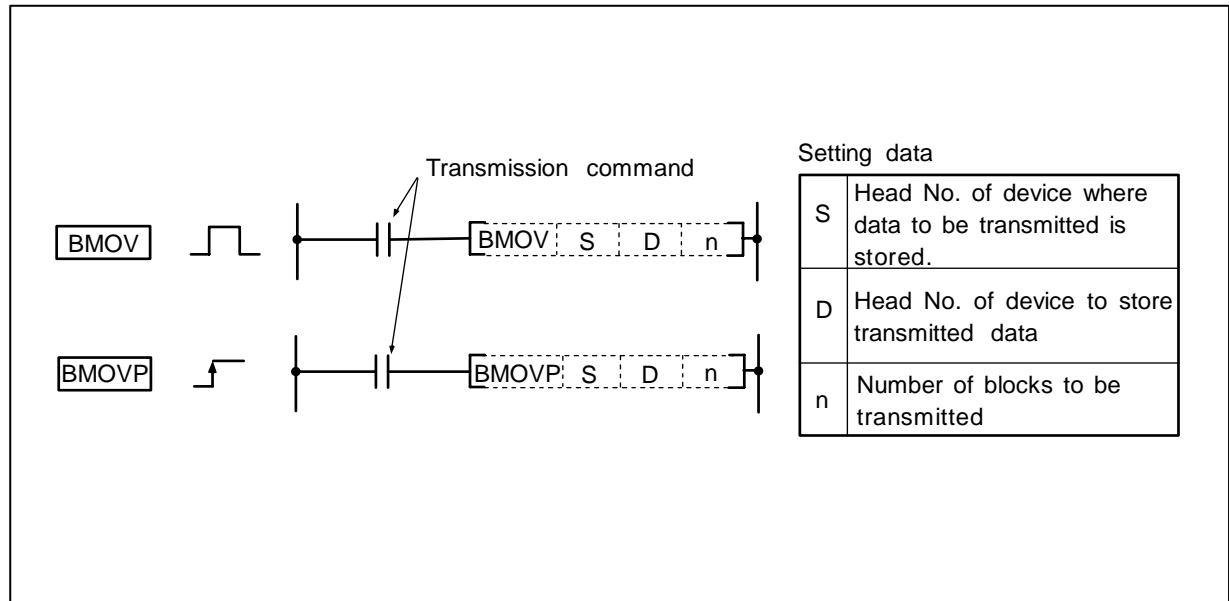 Transmission command
BMOV
BMOV S D n
BMOVP
BMOVP S D n
Setting data
S
Head No. of device where
data to be transmitted is
stored.
D
Head No. of device to store
transmitted data
n
Number of blocks to be
transmitted